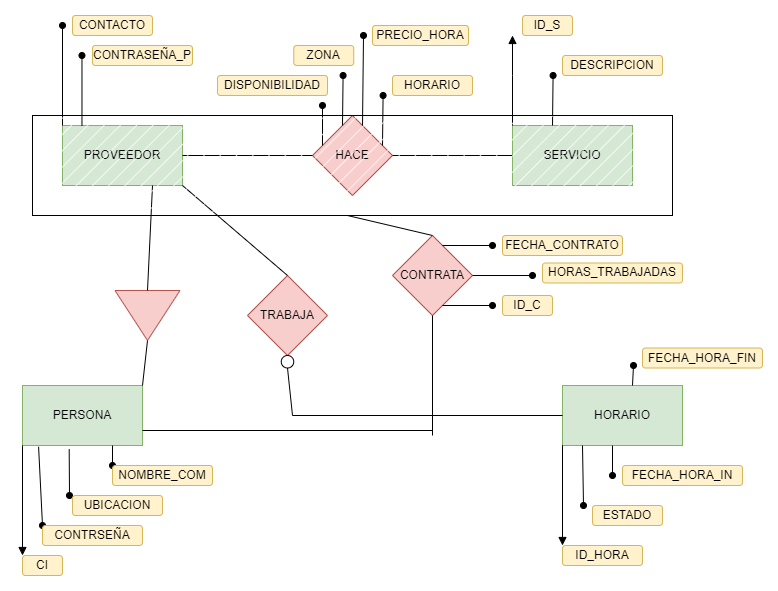 CONTACTO
ID_S
PRECIO_HORA
CONTRASEÑA_P
ZONA
DESCRIPCION
DISPONIBILIDAD
HORARIO
PROVEEDOR
HACE
SERVICIO
FECHA_CONTRATO
CONTRATA
HORAS_TRABAJADAS
ID_C
TRABAJA
FECHA_HORA_FIN
PERSONA
HORARIO
NOMBRE_COM
FECHA_HORA_IN
UBICACION
ESTADO
CONTRSEÑA
ID_HORA
CI